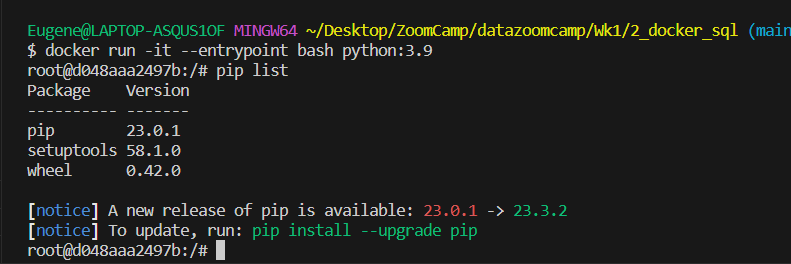 Eugene@LAPTOP-ASQUS1OF MINGW64 ~/Desktop/ZoomCamp/datazoomcamp/Wk1/2_docker_sql (main
$ docker run -it --entrypoint bash python:3.9
root@d048aaa2497b:/# pip list
Package    Version
---------- -------
pip        23.0.1
setuptools 58.1.0
wheel      0.42.0
[notice] A new release of pip is available: 23.0.1 -> 23.3.2
[notice] To update, run: pip install --upgrade pip
root@d048aaa2497b:/#